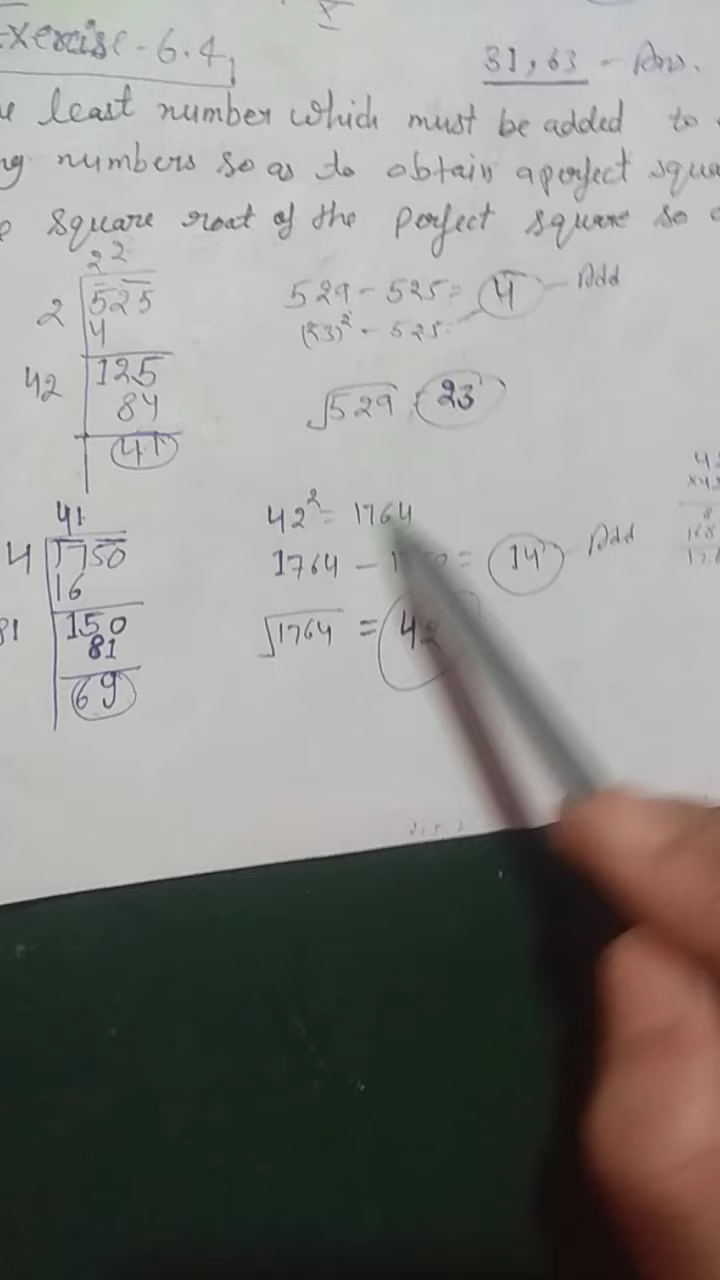 Exercise - 6.4,
31, 63 - Ans.
least number which must be added to
numbers so as to obtain a perfect
square root of the perfect square so
22
2 525
4
42 125
84
41
529 - 525 = 4 - Add
(23)² - 525
√529 23
41
4 1750
16
81 150
81
69
42² = 1764
1764 - = 14 - Add
√1764 = 42